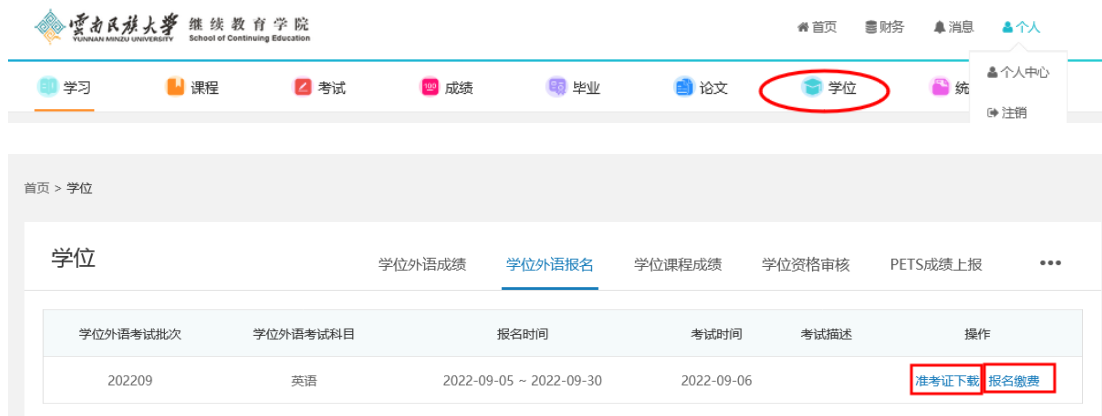 雲南民族大學 继续教育学院
YUNNAN MINZU UNIVERSITY School of Continuing Education
首页 财务 消息 个人
个人中心
注销
学习 课程 100 成绩 考试 毕业 论文 学位 统
首页 > 学位
学位 学位外语成绩 学位外语报名 学位课程成绩 学位资格审核 PETS成绩上报 •••
学位外语考试批次 学位外语考试科目 报名时间 考试时间 考试描述 操作
202209 英语 2022-09-05 ~ 2022-09-30 2022-09-06 准考证下载 报名缴费